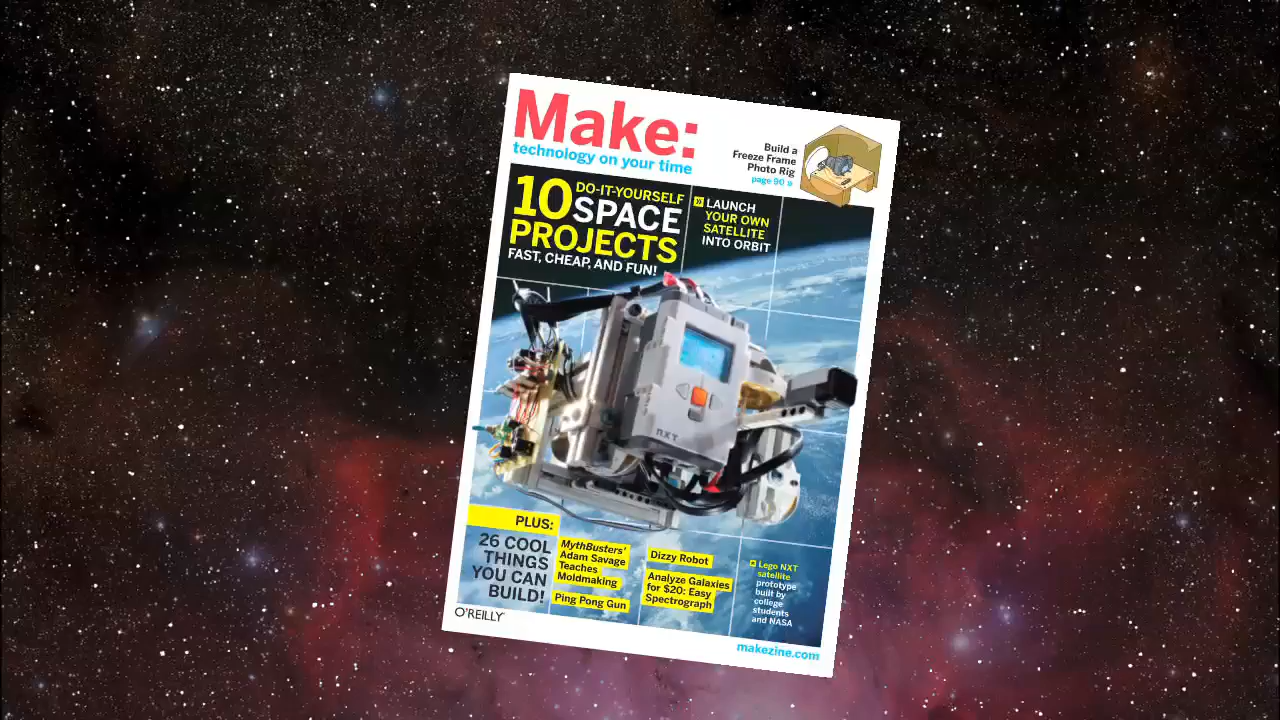 Make:
technology on your time
Build a
Freeze Frame
Photo Rig
page 90
10 DO-IT-YOURSELF
SPACE
PROJECTS
FAST, CHEAP, AND FUN!
LAUNCH
YOUR OWN
SATELLITE
INTO ORBIT
NXT
PLUS:
26 COOL
THINGS
YOU CAN
BUILD!
MythBusters'
Adam Savage
Teaches
Moldmaking
Ping Pong Gun
Dizzy Robot
Analyze Galaxies
for $20: Easy
Spectrograph
Lego NXT
satellite
prototype
built by
college
students
and NASA
O'REILLY
makezine.com